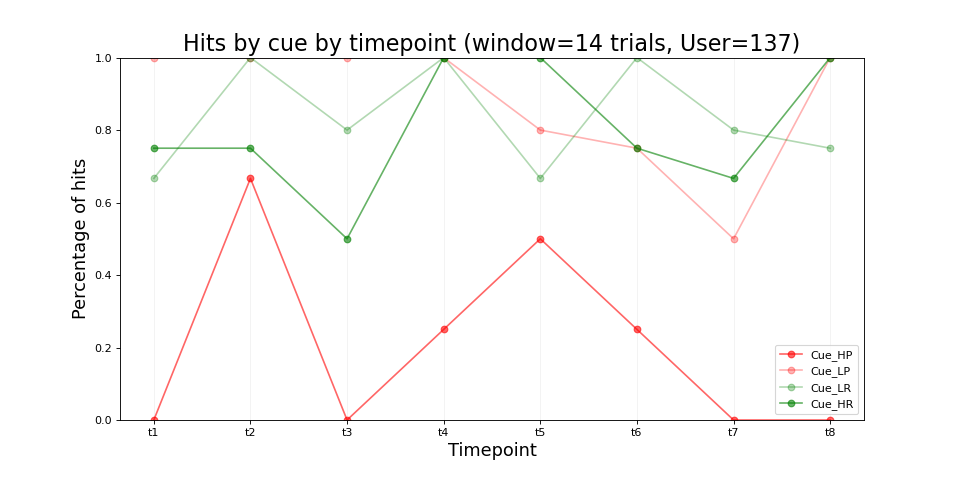 Hits by cue by timepoint (window=14 trials, User=137)
Percentage of hits
1.0
0.8
0.6
0.4
0.2
0.0
t1 t2 t3 t4 t5 t6 t7 t8
Timepoint
Cue_HP
Cue_LP
Cue_LR
Cue_HR